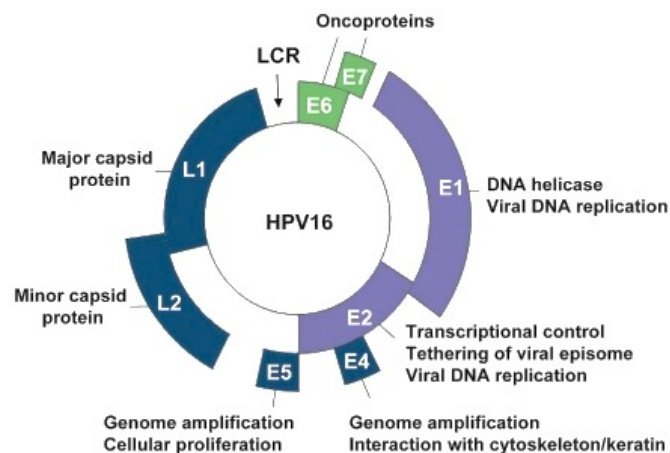 Oncoproteins
LCR
E7
E6
L1
Major capsid
protein
E1
DNA helicase
Viral DNA replication
HPV16
L2
Minor capsid
protein
E2
Transcriptional control
Tethering of viral episome
Viral DNA replication
E4
E5
Genome amplification
Cellular proliferation
Genome amplification
Interaction with cytoskeleton/keratin